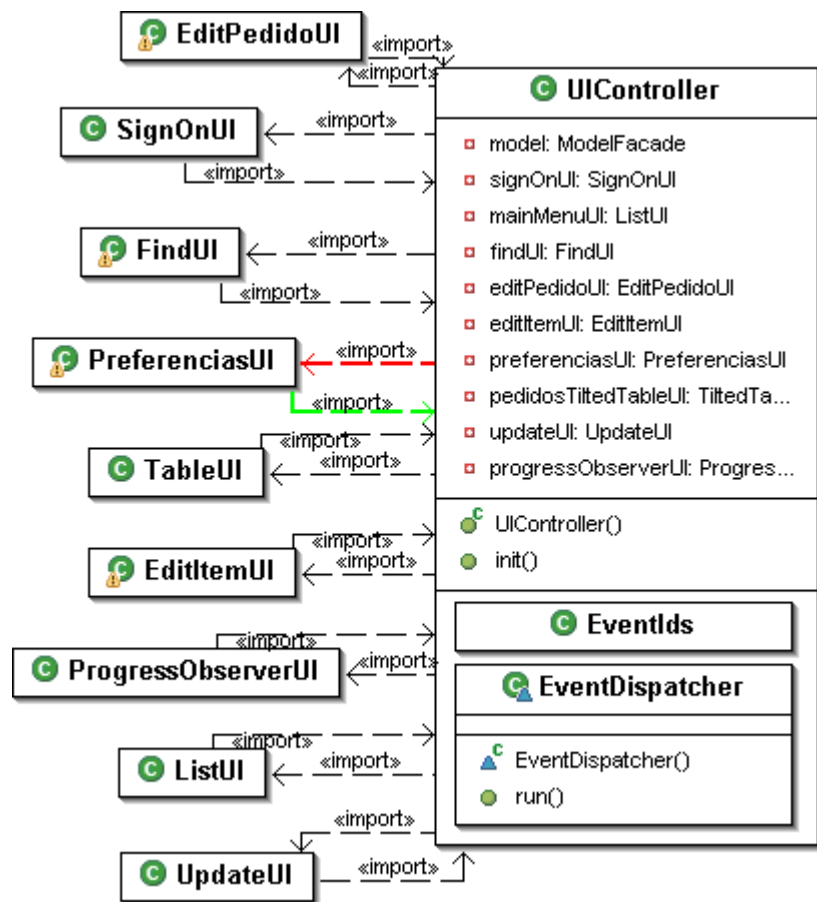 EditPedidoUI
«import»
«import»
SignOnUI
«import»
«import»
FindUI
«import»
«import»
PreferenciasUI
«import»
«import»
TableUI
«import»
«import»
EditItemUI
«import»
«import»
ProgressObserverUI
«import»
«import»
ListUI
«import»
«import»
UpdateUI
«import»
«import»
C UIController
model: ModelFacade
signOnUI: SignOnUI
mainMenuUI: ListUI
findUI: FindUI
editPedidoUI: EditPedidoUI
editItemUI: EditItemUI
preferenciasUI: PreferenciasUI
pedidosTiltedTableUI: TiltedTa...
updateUI: UpdateUI
progressObserverUI: Progres...
UIController()
init()
C EventIds
C EventDispatcher
C EventDispatcher()
run()